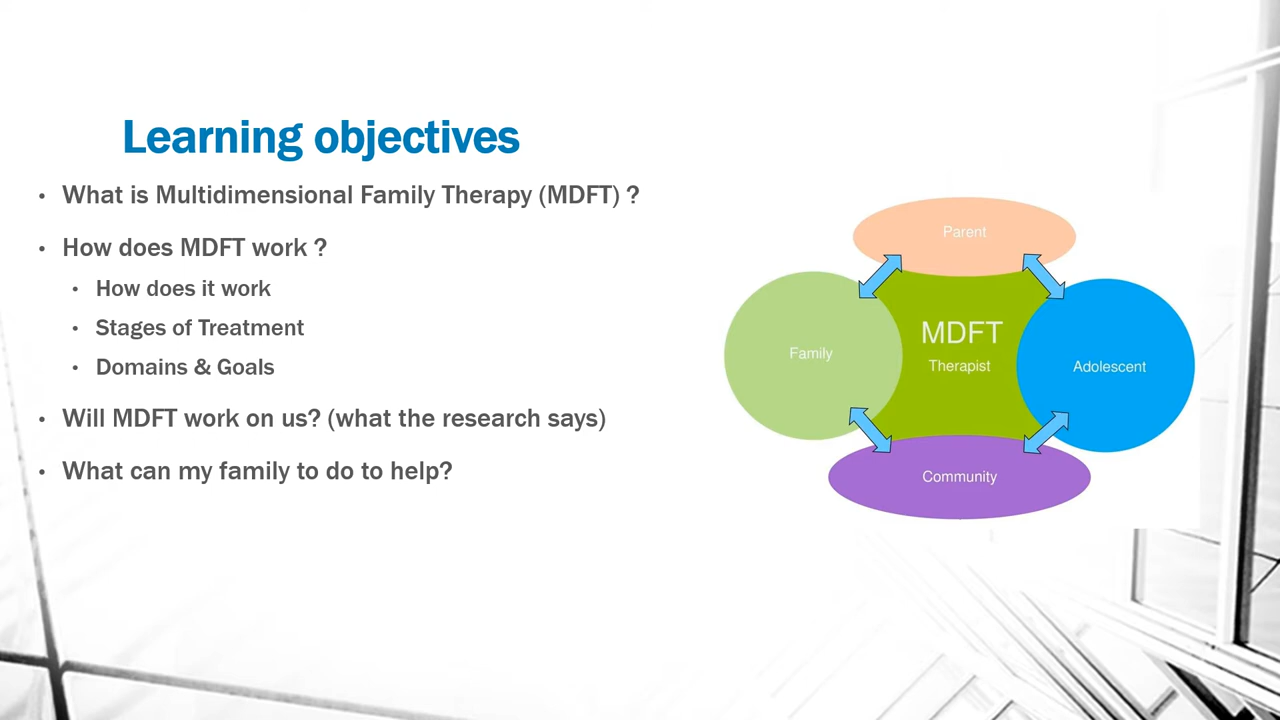 Learning objectives
• What is Multidimensional Family Therapy (MDFT) ?
• How does MDFT work ?
• How does it work
• Stages of Treatment
• Domains & Goals
• Will MDFT work on us? (what the research says)
• What can my family to do to help?
Parent
MDFT
Therapist
Family
Adolescent
Community